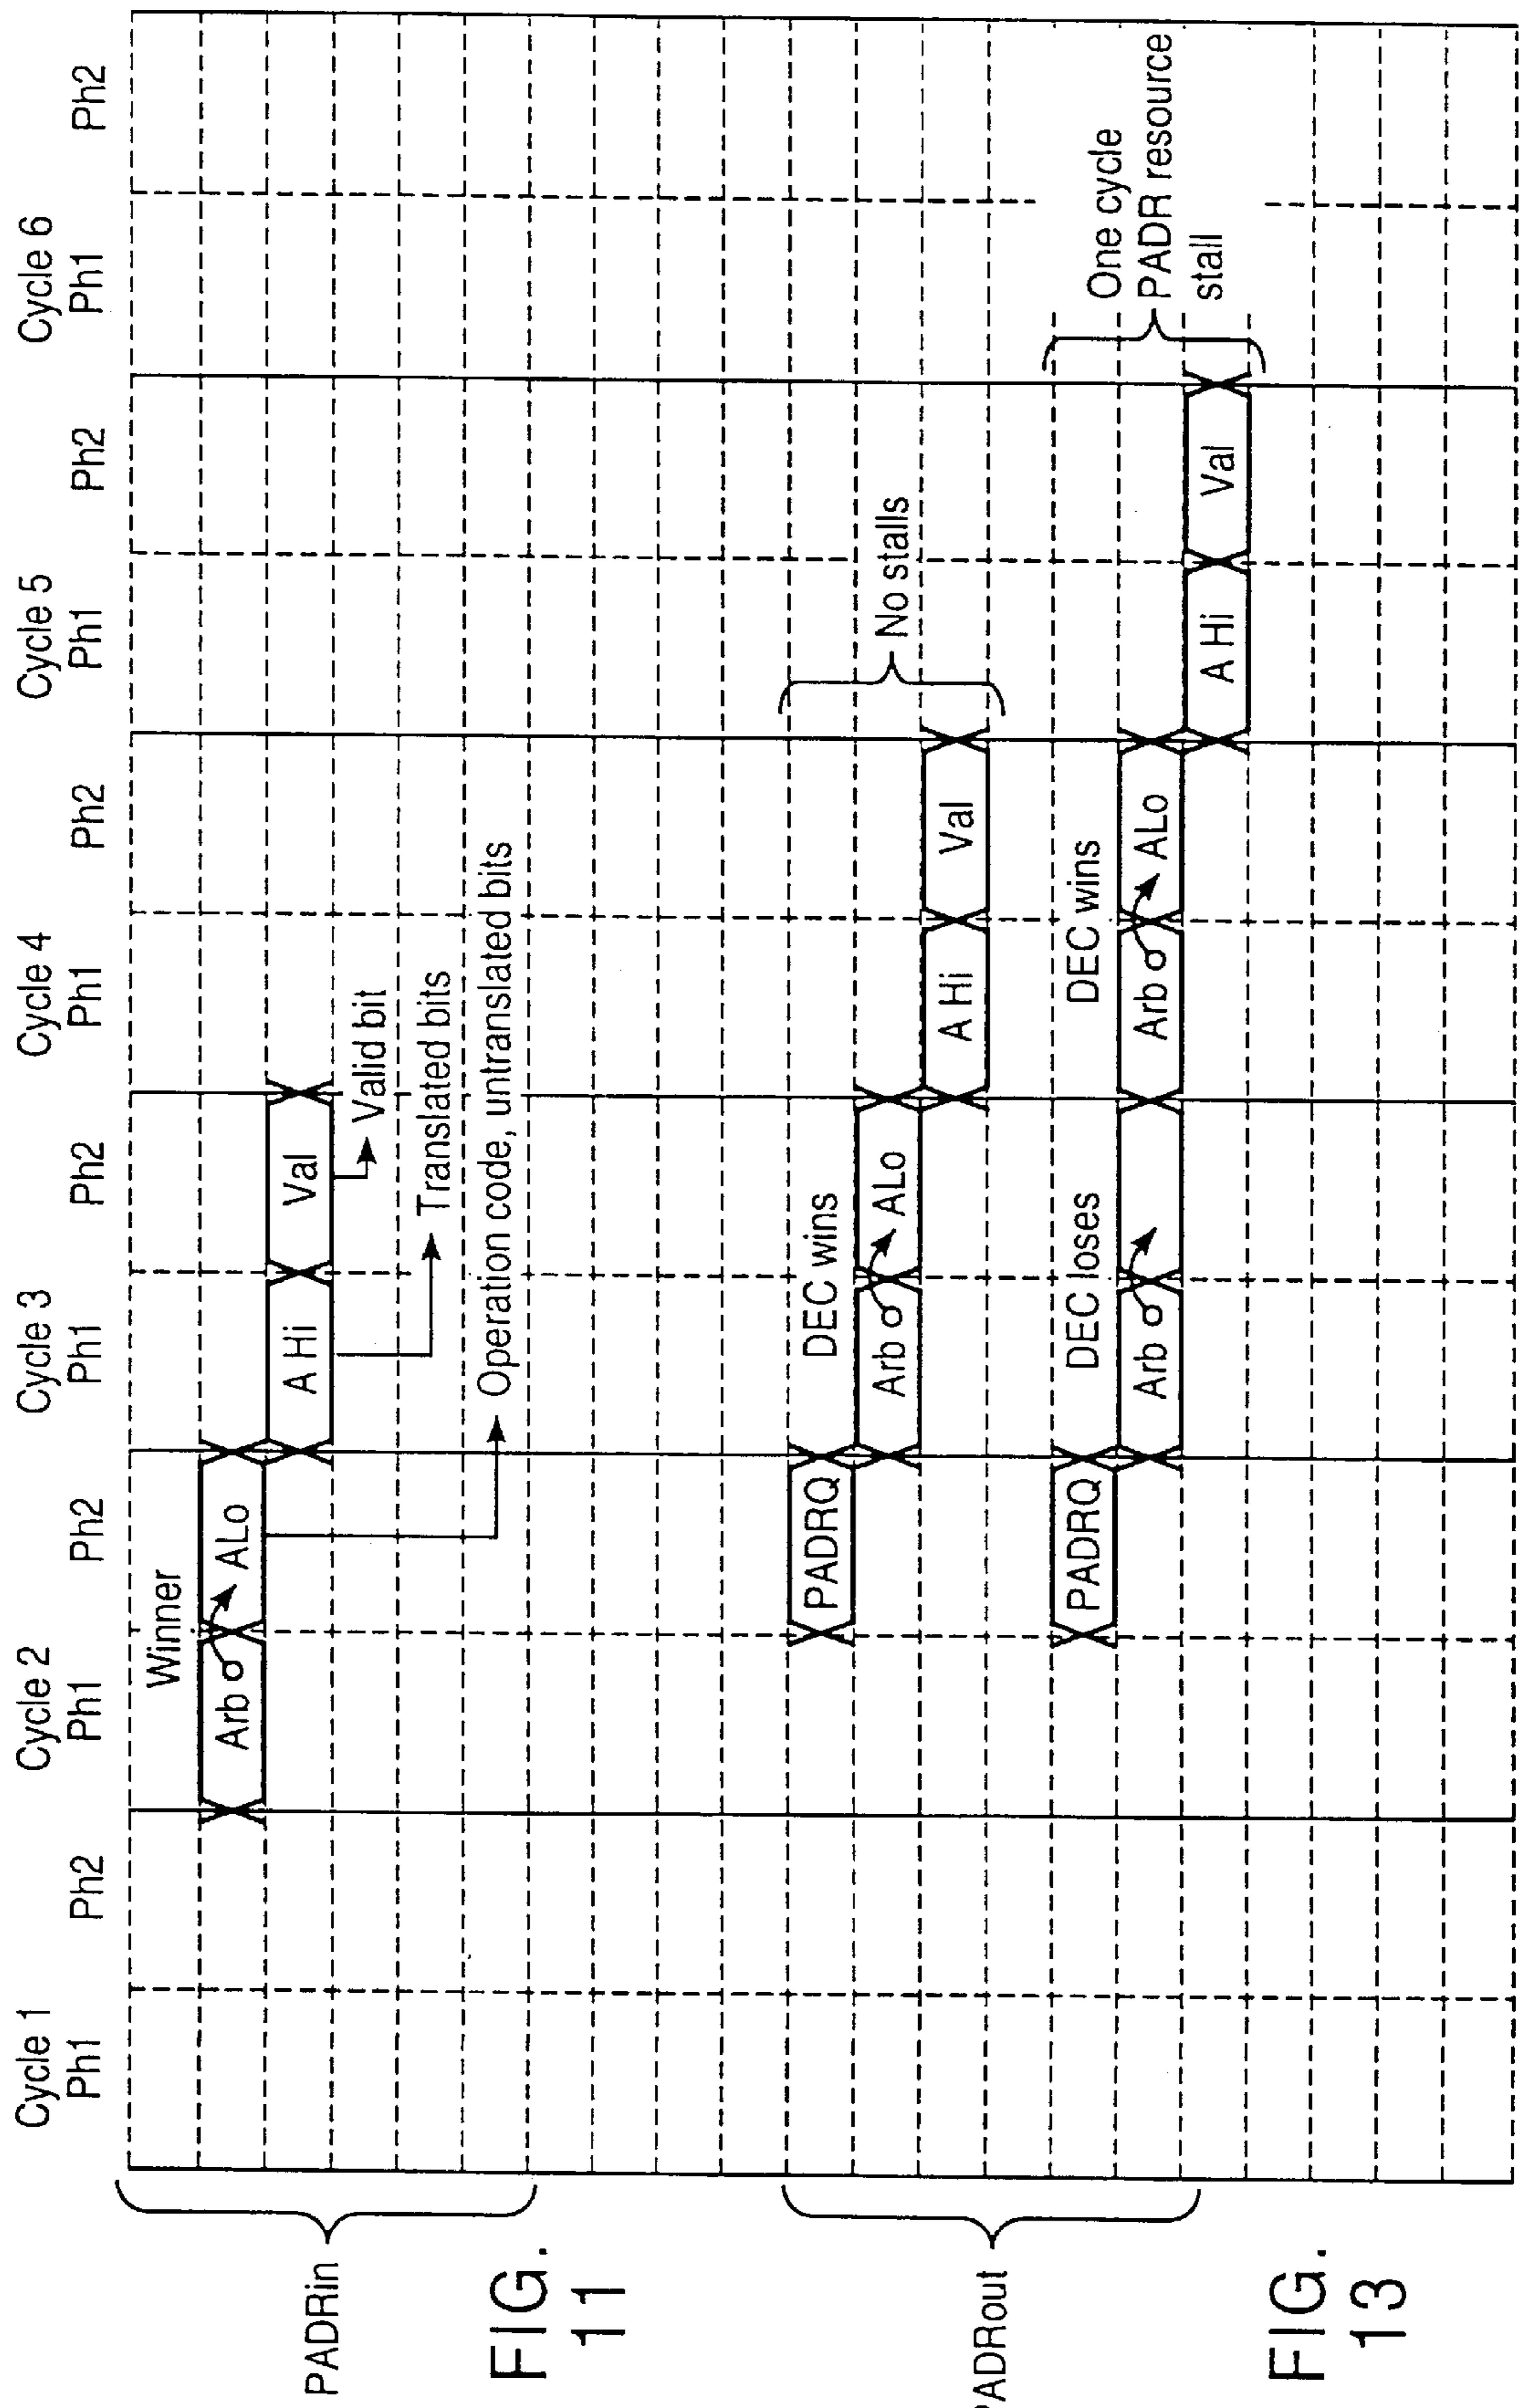 Cycle 1
Cycle 2
Cycle 3
Cycle 4
Cycle 5
Cycle 6
Ph1
Ph2
Ph1
Ph2
Ph1
Ph2
Ph1
Ph2
Ph1
Ph2
Ph1
Ph2
PADRin
Winner
Arb
ALo
A Hi
Val
Valid bit
Translated bits
Operation code, untranslated bits
FIG.
11
PADRout
PADRQ
DEC wins
Arb
ALo
A Hi
Val
No stalls
PADRQ
DEC loses
DEC wins
Arb
Arb
ALo
A Hi
Val
One cycle
PADR resource
stall
FIG.
13